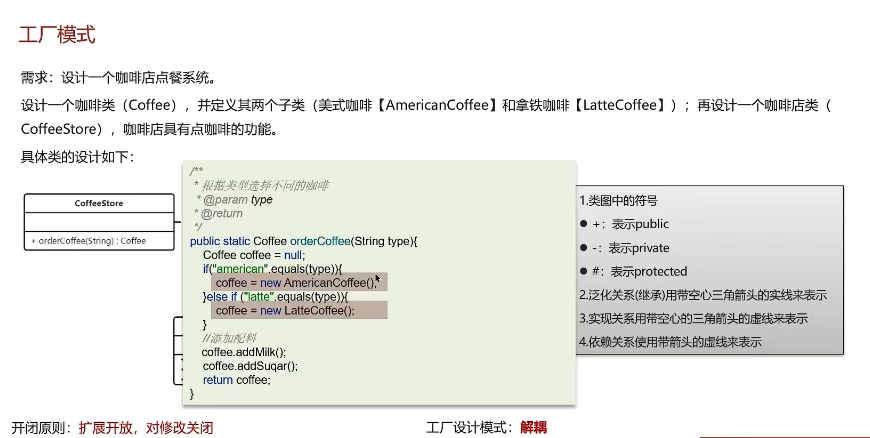 工厂模式
需求：设计一个咖啡店点餐系统。
设计一个咖啡类（Coffee），并定义其两个子类（美式咖啡【AmericanCoffee】和拿铁咖啡【LatteCoffee】）；再设计一个咖啡店类（
CoffeeStore），咖啡店具有点咖啡的功能。
具体类的设计如下：
CoffeeStore
+ orderCoffee(String) : Coffee
/**
* 根据类型选择不同的咖啡
* @param type
* @return
*/
public static Coffee orderCoffee(String type){
Coffee coffee = null;
if("american".equals(type)){
coffee = new AmericanCoffee();
}else if ("latte".equals(type)){
coffee = new LatteCoffee();
}
//添加配料
coffee.addMilk();
coffee.addSuqar();
return coffee;
}
1.类图中的符号
● +：表示public
● -：表示private
● #：表示protected
2.泛化关系(继承)用带空心三角箭头的实线来表示
3.实现关系用带空心的三角箭头的虚线来表示
4.依赖关系使用带箭头的虚线来表示
开闭原则：扩展开放，对修改关闭
工厂设计模式：解耦